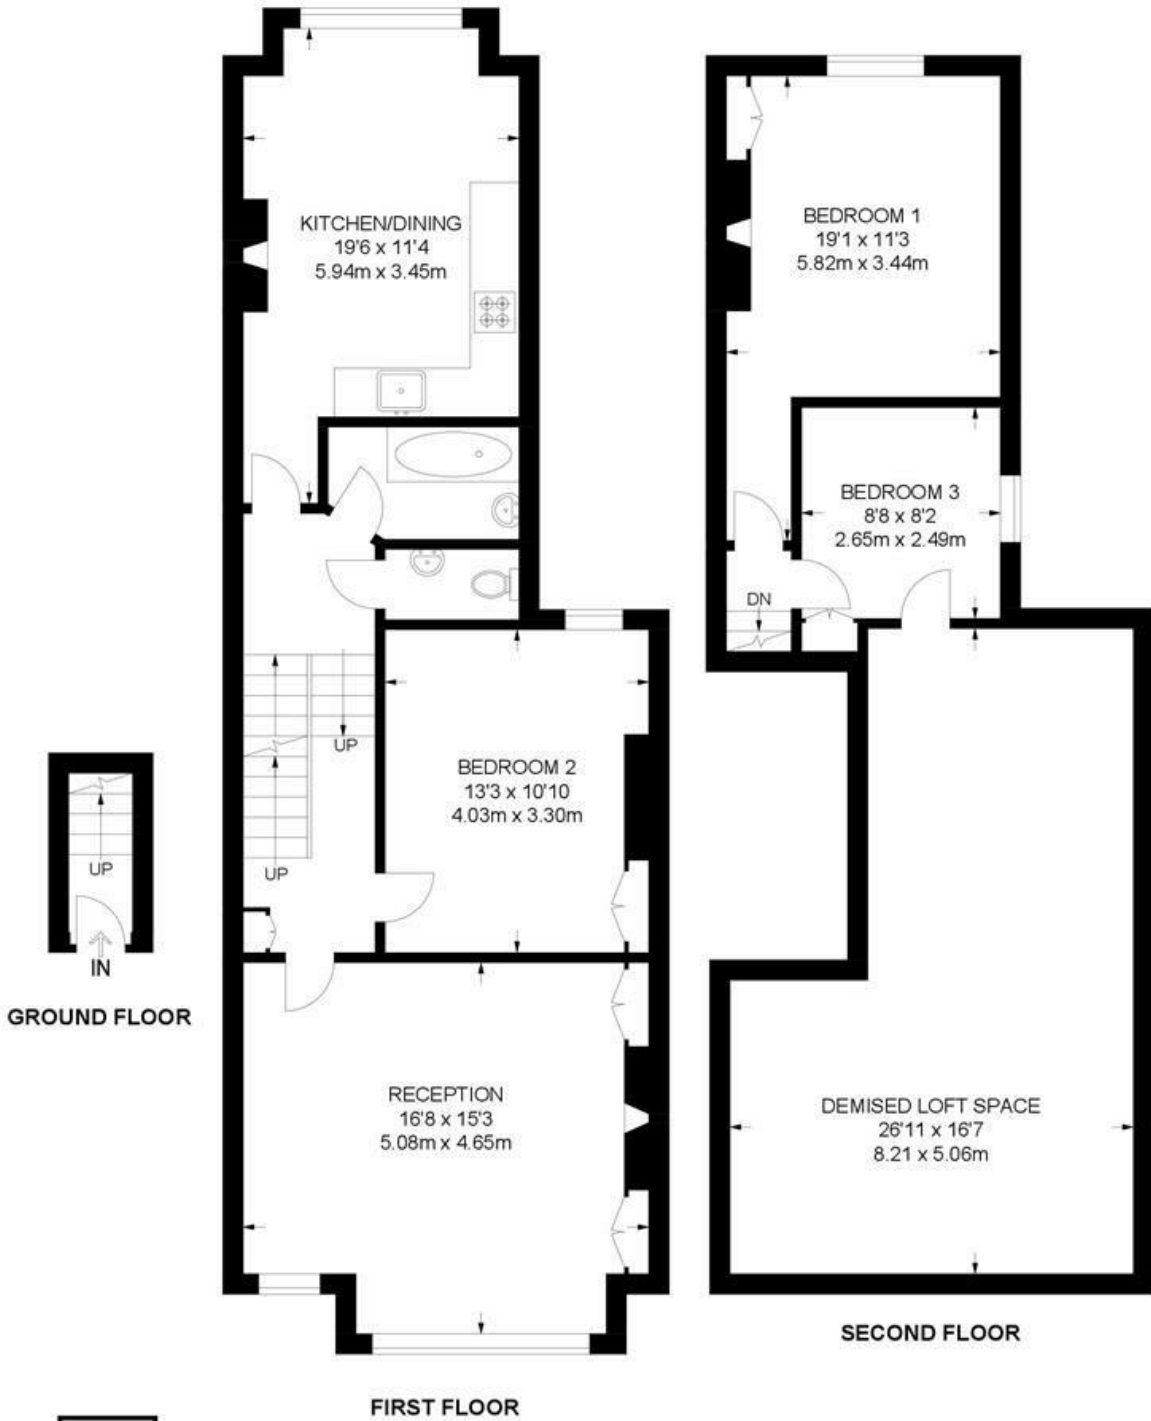 KITCHEN/DINING
19'6 x 11'4
5.94m x 3.45m
BEDROOM 1
19'1 x 11'3
5.82m x 3.44m
BEDROOM 3
8'8 x 8'2
2.65m x 2.49m
DN
UP
BEDROOM 2
13'3 x 10'10
4.03m x 3.30m
UP
UP
IN
GROUND FLOOR
RECEPTION
16'8 x 15'3
5.08m x 4.65m
DEMISED LOFT SPACE
26'11 x 16'7
8.21 x 5.06m
SECOND FLOOR
FIRST FLOOR